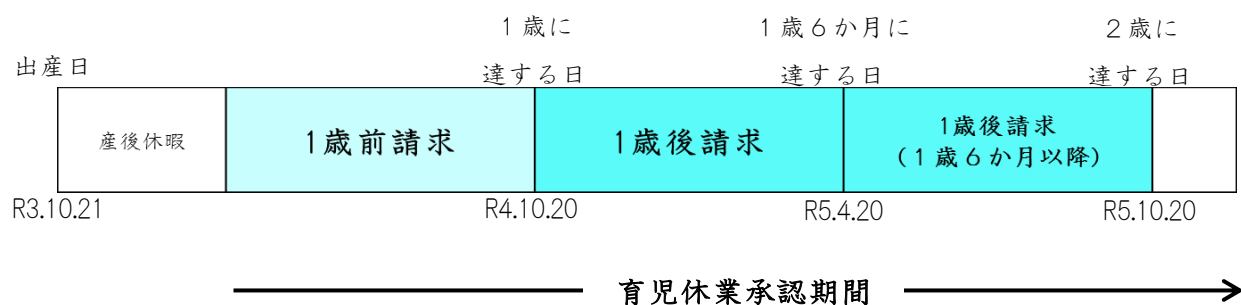 1歳に
達する日
1歳6か月に
達する日
2歳に
達する日
出産日
産後休暇
1歳前請求
1歳後請求
1歳後請求
(1歳6か月以降)
R3.10.21
R4.10.20
R5.4.20
R5.10.20
育児休業承認期間